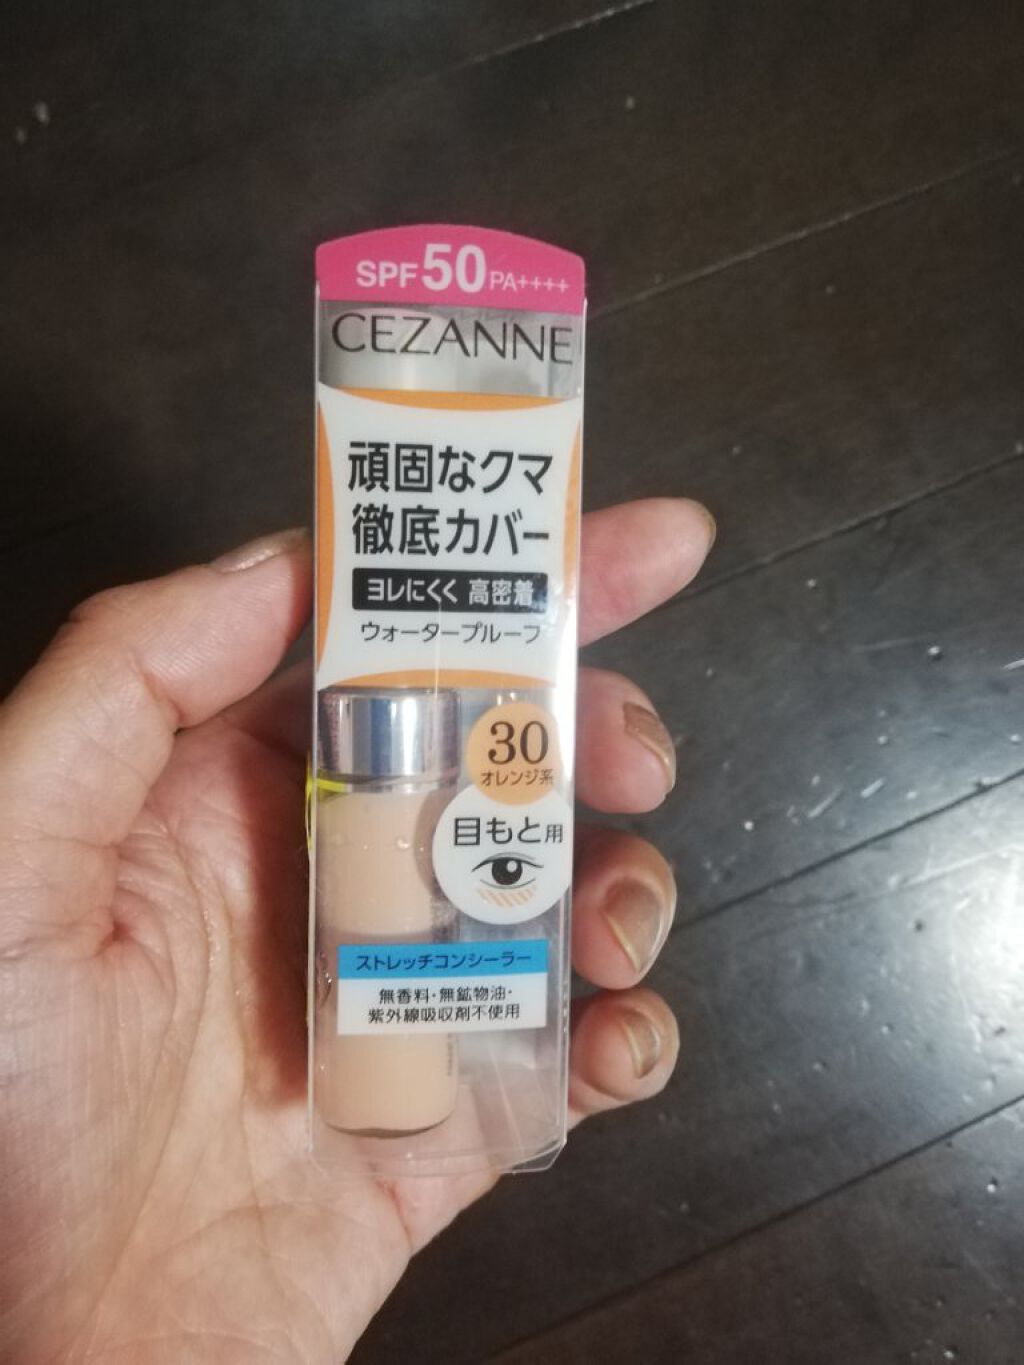 SPF50 PA++++
CEZANNE
頑固なクマ
徹底カバー
ヨレにくく 高密着
ウォータープルーフ
30
オレンジ系
目もと用
ストレッチコンシーラー
無香料・無鉱物油・
紫外線吸収剤不使用